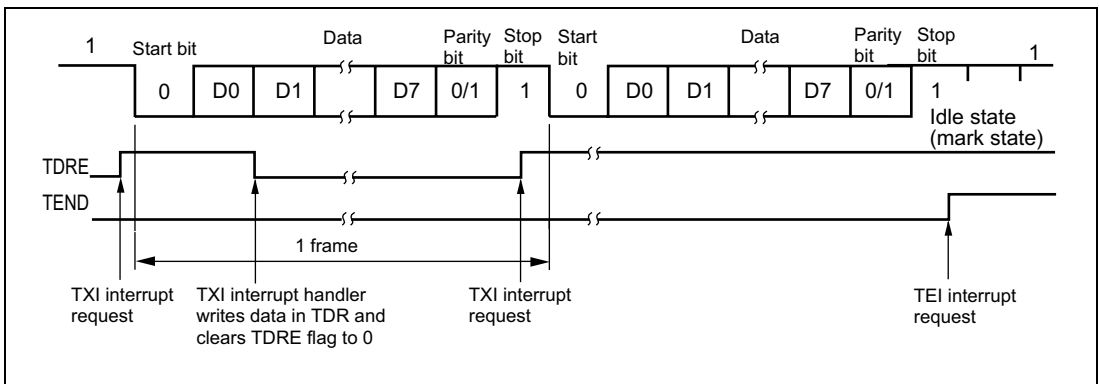 1 Start bit Data Parity bit Stop bit Start bit Data Parity bit Stop bit 1
0 D0 D1 D7 0/1 1 0 D0 D1 D7 0/1 1
Idle state
(mark state)
TDRE
TEND
1 frame
TXI interrupt
request
TXI interrupt handler
writes data in TDR and
clears TDRE flag to 0
TXI interrupt
request
TEI interrupt
request